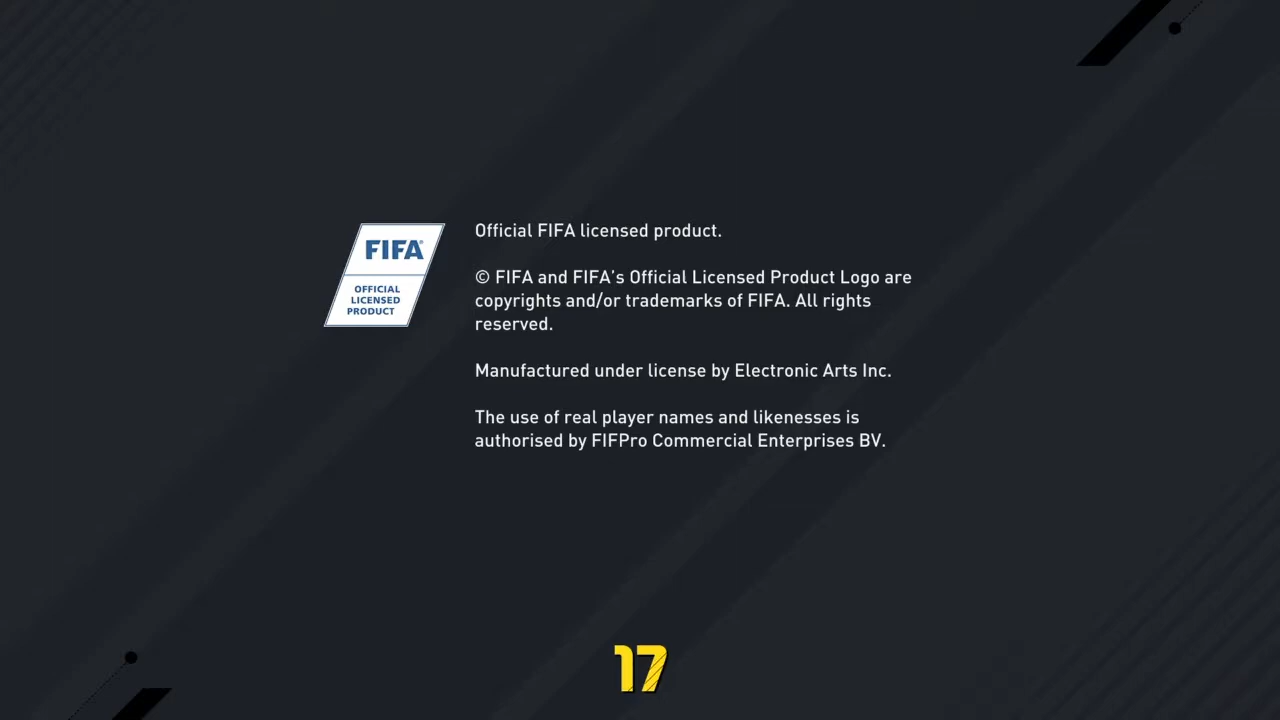 FIFA
OFFICIAL
LICENSED
PRODUCT
Official FIFA licensed product.
© FIFA and FIFA's Official Licensed Product Logo are
copyrights and/or trademarks of FIFA. All rights
reserved.
Manufactured under license by Electronic Arts Inc.
The use of real player names and likenesses is
authorised by FIFPro Commercial Enterprises BV.
17